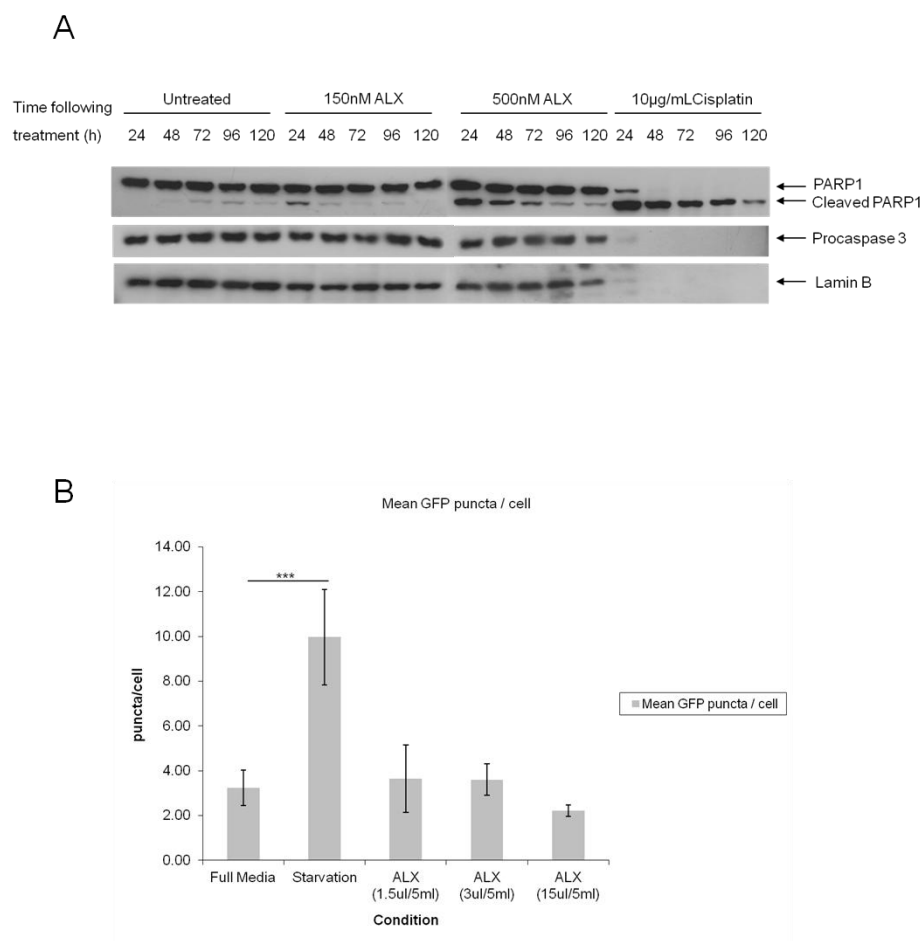 A
Time following
treatment (h)
Untreated
150nM ALX
500nM ALX
10µg/mLCisplatin
24 48 72 96 120
24 48 72 96 120
24 48 72 96 120
24 48 72 96 120
PARP1
Cleaved PARP1
Procaspase 3
Lamin B
B
Mean GFP puncta / cell
14.00
12.00
10.00
8.00
6.00
4.00
2.00
0.00
puncta/cell
***
Full Media
Starvation
ALX
(1.5ul/5ml)
ALX
(3ul/5ml)
ALX
(15ul/5ml)
Condition
Mean GFP puncta / cell